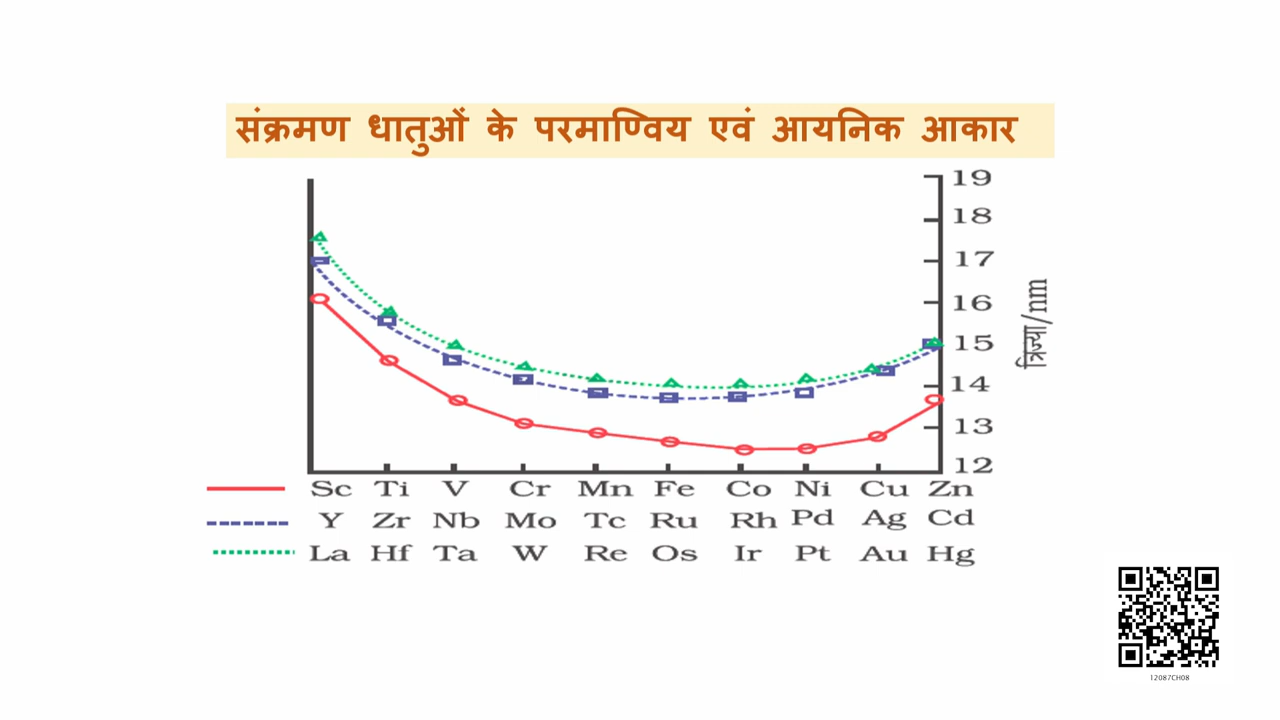 संक्रमण धातुओं के परमाण्विय एवं आयनिक आकार
19
18
17
16
15
14
13
12
त्रिज्या/nm
Sc Ti V Cr Mn Fe Co Ni Cu Zn
Y Zr Nb Mo Tc Ru Rh Pd Ag Cd
La Hf Ta W Re Os Ir Pt Au Hg
12087CH08